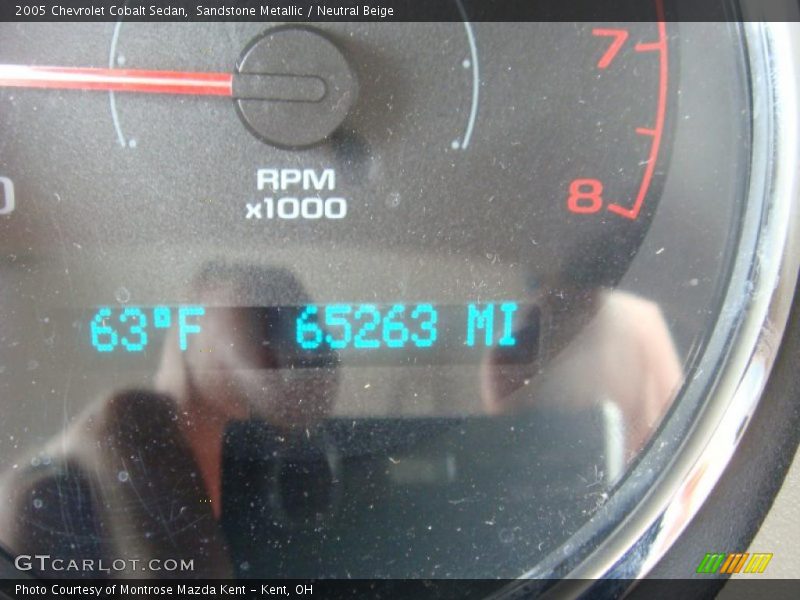 2005 Chevrolet Cobalt Sedan,  Sandstone Metallic / Neutral Beige
7
8
0
RPM
x1000
63°F 65263 MI
GTCARLOT.COM
Photo Courtesy of Montrose Mazda Kent - Kent, OH